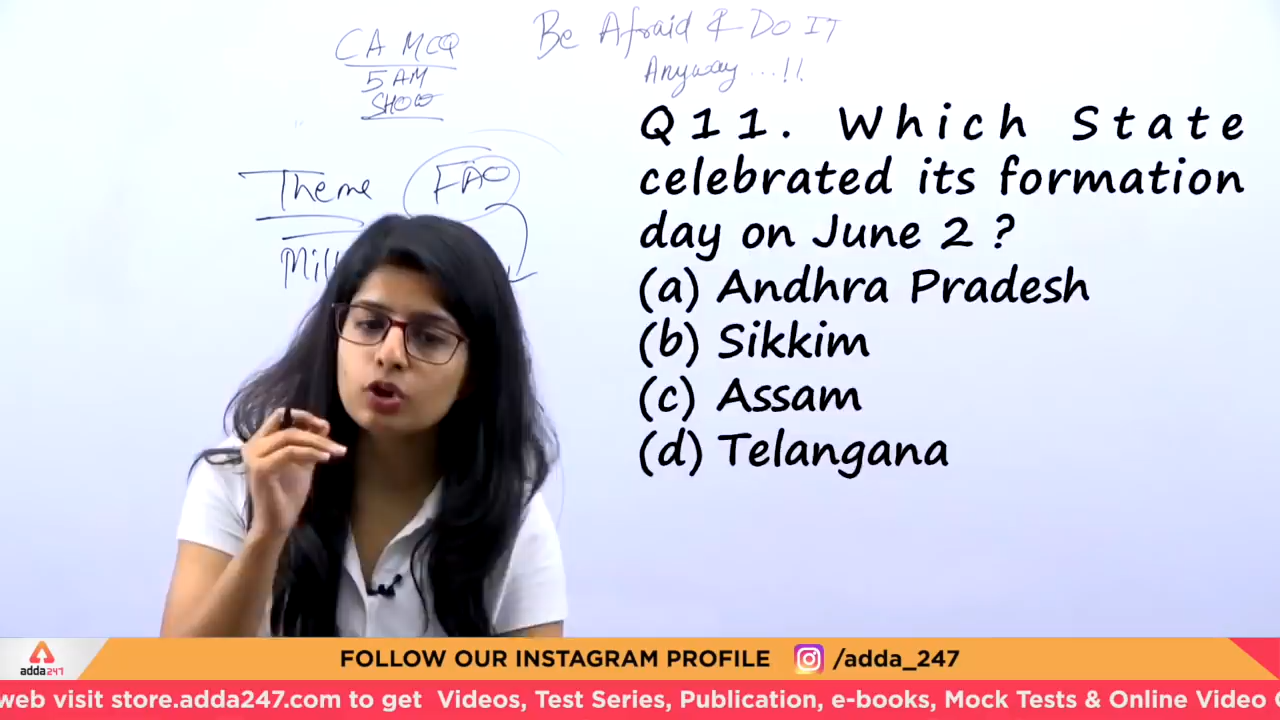 CA MCQ
5 AM
SHOW
Be Afraid & Do IT
Anyway ...!!
Theme FAO
Q11. Which State
celebrated its formation
day on June 2 ?
(a) Andhra Pradesh
(b) Sikkim
(c) Assam
(d) Telangana
adda247
FOLLOW OUR INSTAGRAM PROFILE /adda_247
web visit store.adda247.com to get Videos, Test Series, Publication, e-books, Mock Tests & Online Video